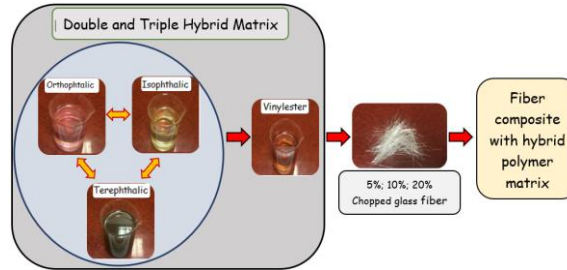 Double and Triple Hybrid Matrix
Orthophtalic
Isophthalic
Terephthalic
Vinylester
5%; 10%; 20%
Chopped glass fiber
Fiber
composite
with hybrid
polymer
matrix